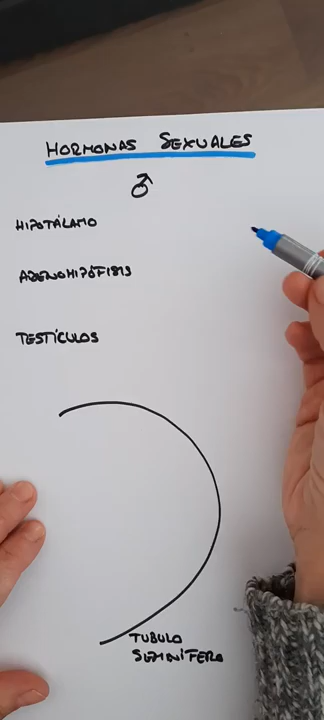 HORMONAS SEXUALES
♂
HIPOTÁLAMO
ADENOHIPÓFISIS
TESTÍCULOS
TUBULO
SEMINÍFERO